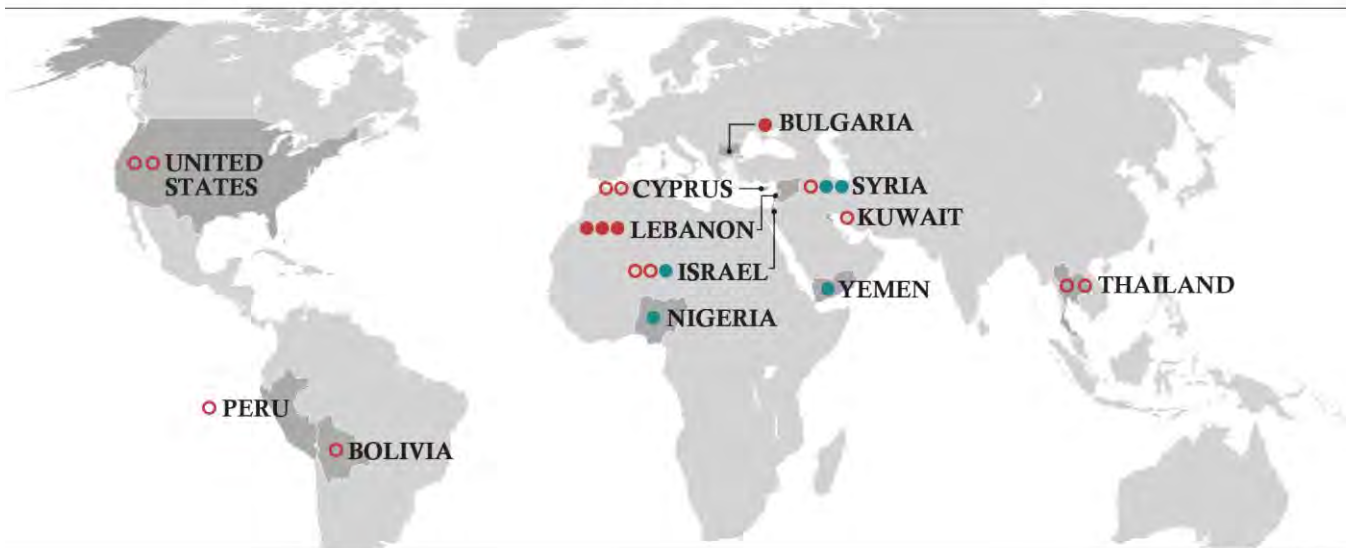 BULGARIA
UNITED
STATES
CYPRUS
SYRIA
KUWAIT
LEBANON
ISRAEL
YEMEN
THAILAND
NIGERIA
PERU
BOLIVIA